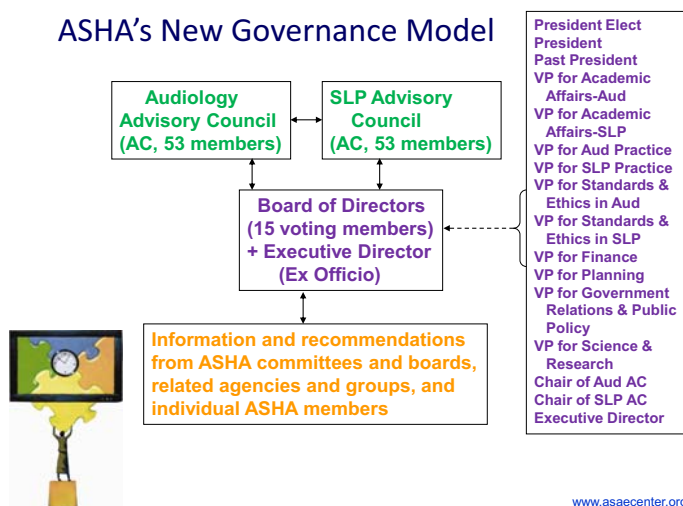 ASHA's New Governance Model
Audiology
Advisory Council
(AC, 53 members)
SLP Advisory
Council
(AC, 53 members)
Board of Directors
(15 voting members)
+ Executive Director
(Ex Officio)
Information and recommendations
from ASHA committees and boards,
related agencies and groups, and
individual ASHA members
President Elect
President
Past President
VP for Academic
Affairs-Aud
VP for Academic
Affairs-SLP
VP for Aud Practice
VP for SLP Practice
VP for Standards &
Ethics in Aud
VP for Standards &
Ethics in SLP
VP for Finance
VP for Planning
VP for Government
Relations & Public
Policy
VP for Science &
Research
Chair of Aud AC
Chair of SLP AC
Executive Director
www.asaecenter.org